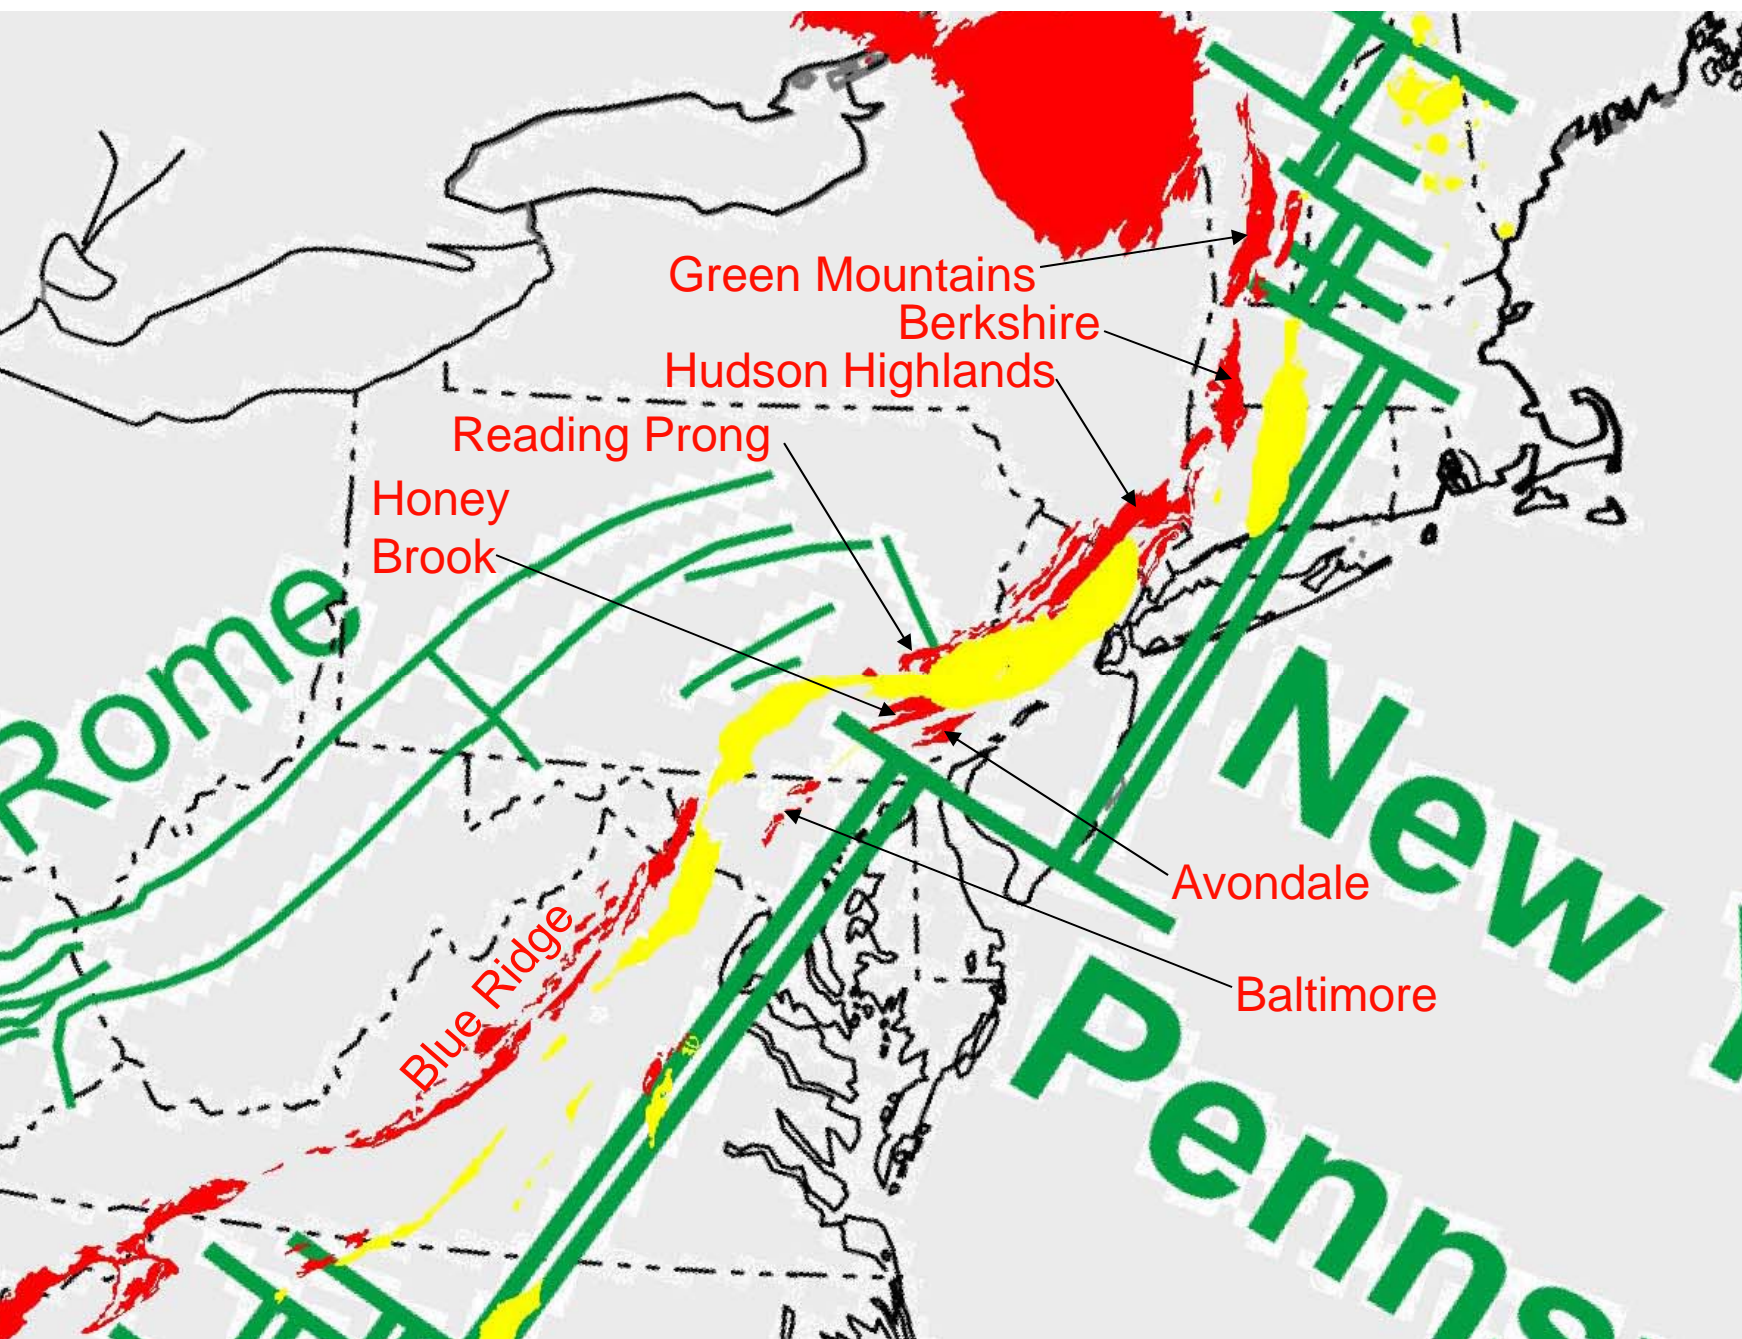 Green Mountains
Berkshire
Hudson Highlands
Reading Prong
Honey
Brook
Rome
New
Avondale
Blue Ridge
Baltimore
Penns